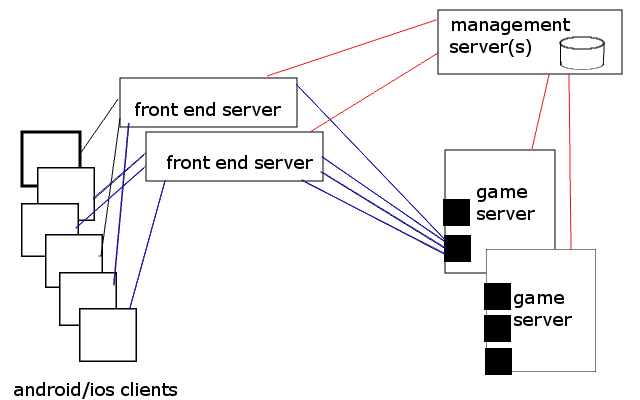 management
server(s)
front end server
front end server
game
server
game
server
android/ios clients